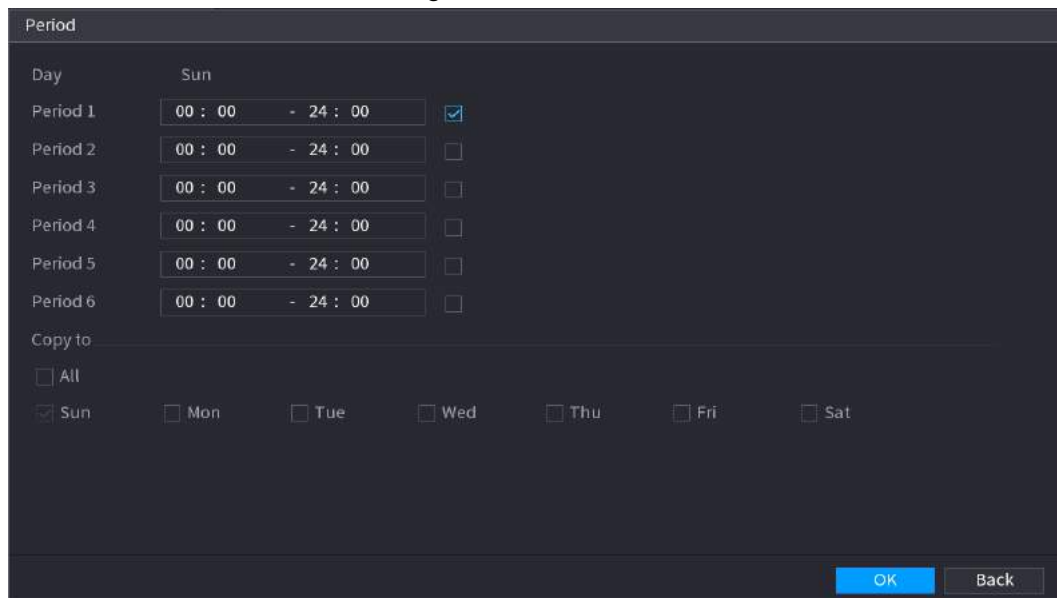 Period
Day Sun
Period 1 00 : 00 - 24 : 00
Period 2 00 : 00 - 24 : 00
Period 3 00 : 00 - 24 : 00
Period 4 00 : 00 - 24 : 00
Period 5 00 : 00 - 24 : 00
Period 6 00 : 00 - 24 : 00
Copy to
All
Sun Mon Tue Wed Thu Fri Sat
OK Back